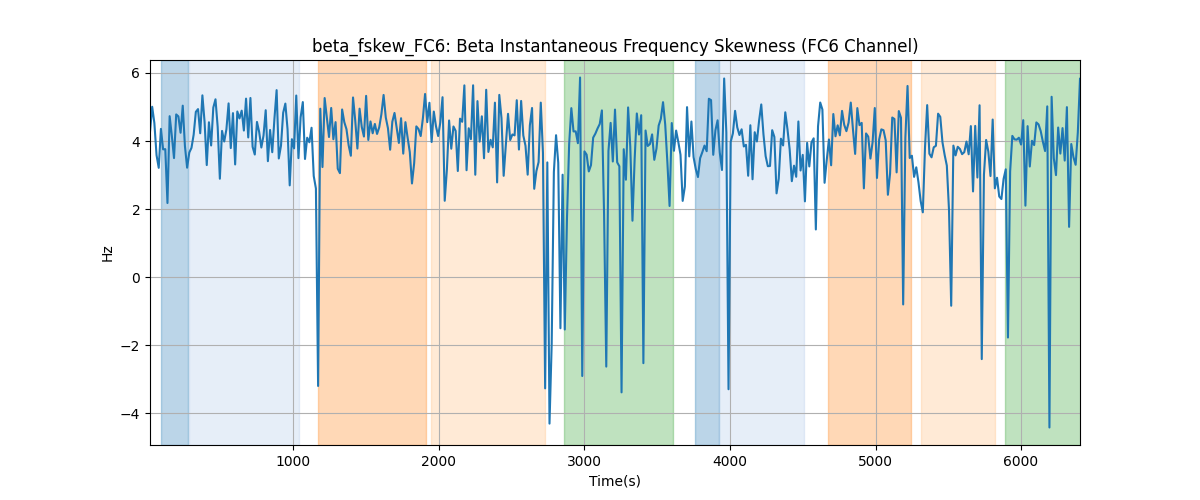 beta_fskew_FC6: Beta Instantaneous Frequency Skewness (FC6 Channel)
6
4
2
0
−2
−4
Hz
1000 2000 3000 4000 5000 6000
Time(s)